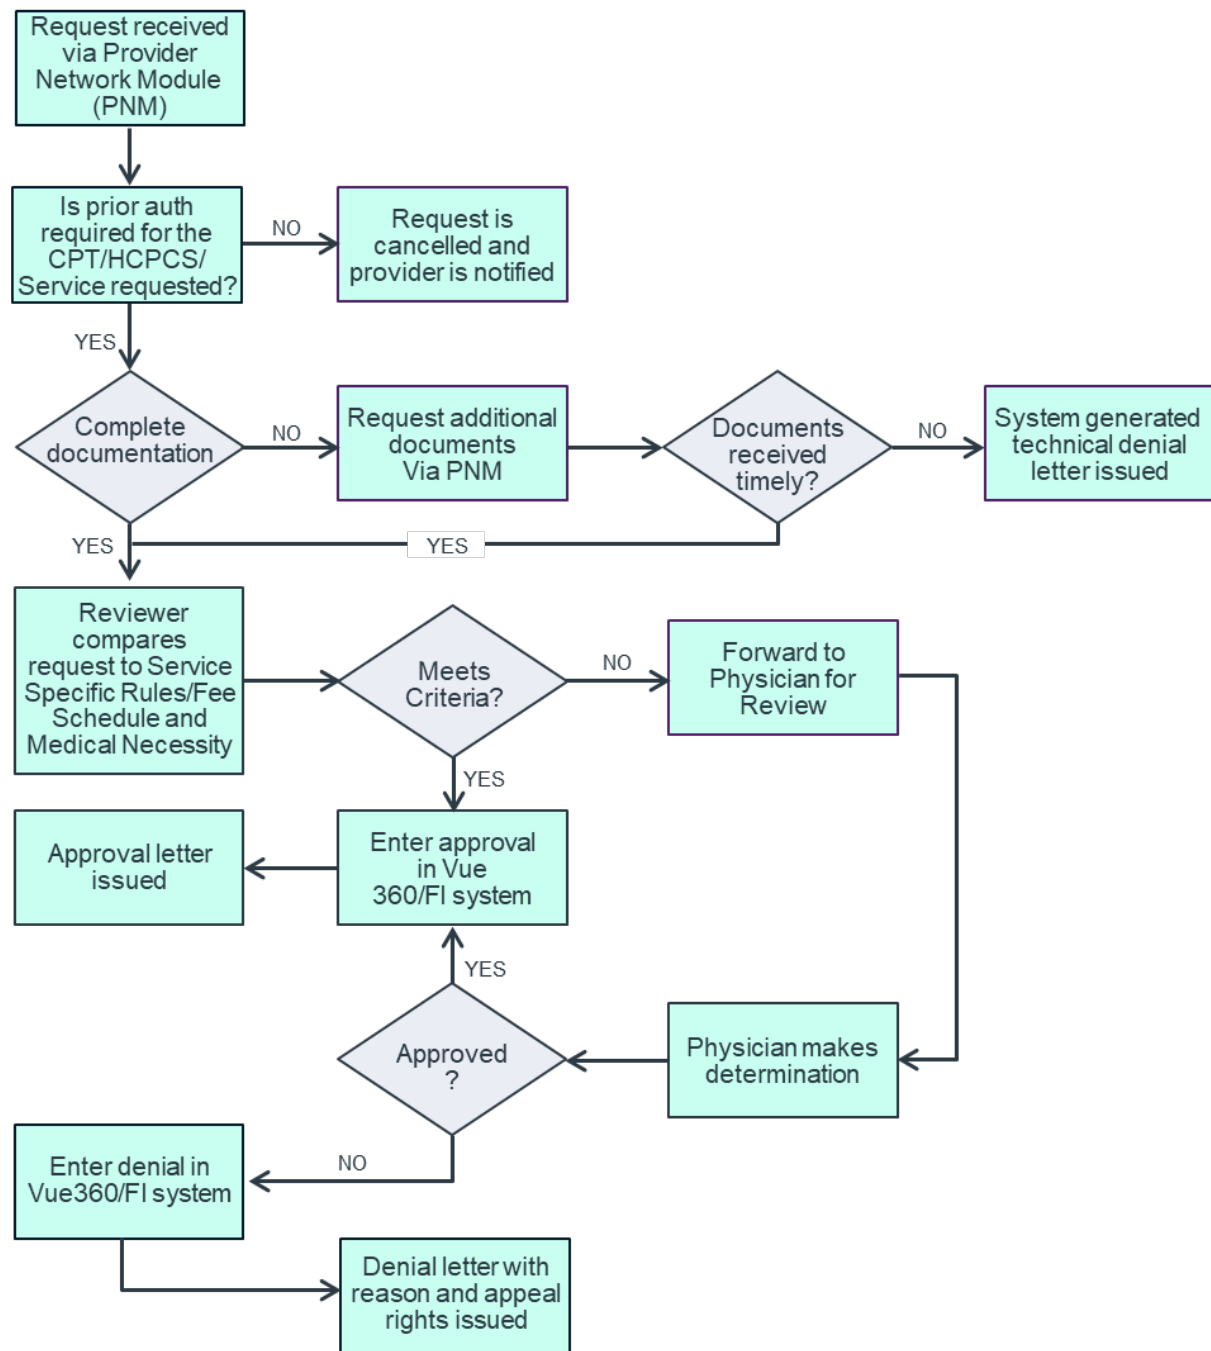 Request received
via Provider
Network Module
(PNM)
Is prior auth
required for the
CPT/HCPCS/
Service requested?
NO
Request is
cancelled and
provider is notified
YES
Complete
documentation
NO
Request additional
documents
Via PNM
Documents
received
timely?
NO
System generated
technical denial
letter issued
YES
YES
Reviewer
compares
request to Service
Specific Rules/Fee
Schedule and
Medical Necessity
Meets
Criteria?
NO
Forward to
Physician for
Review
YES
Approval letter
issued
Enter approval
in Vue
360/FI system
YES
Approved
?
Physician makes
determination
NO
Enter denial in
Vue360/FI system
Denial letter with
reason and appeal
rights issued